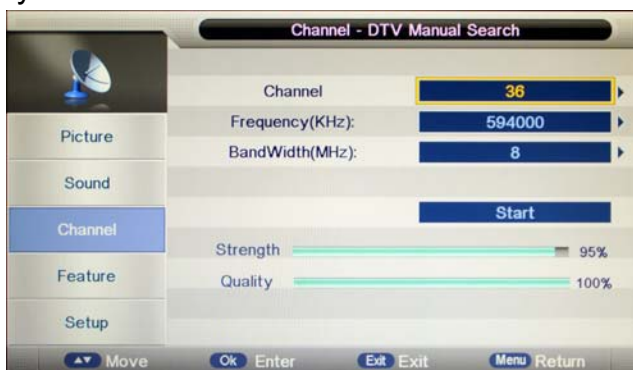 Channel - DTV Manual Search
Channel 36
Frequency(KHz): 594000
BandWidth(MHz): 8
Start
Strength 95%
Quality 100%
Picture
Sound
Channel
Feature
Setup
Move Ok Enter Exit Exit Menu Return